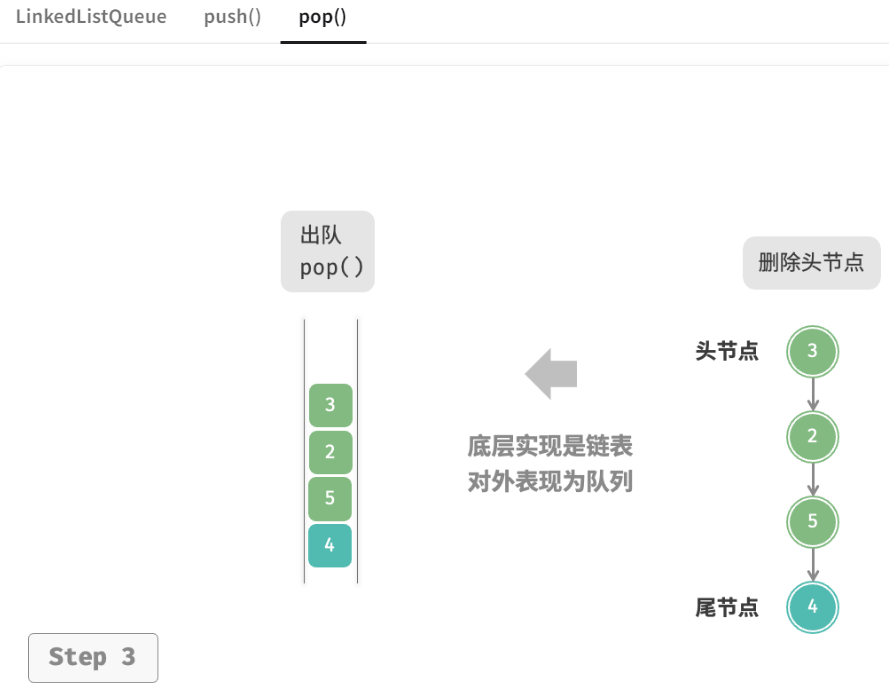 LinkedListQueue push() pop()
出队
pop()
删除头节点
3
2
5
4
底层实现是链表
对外表现为队列
头节点 3
2
5
尾节点 4
Step 3